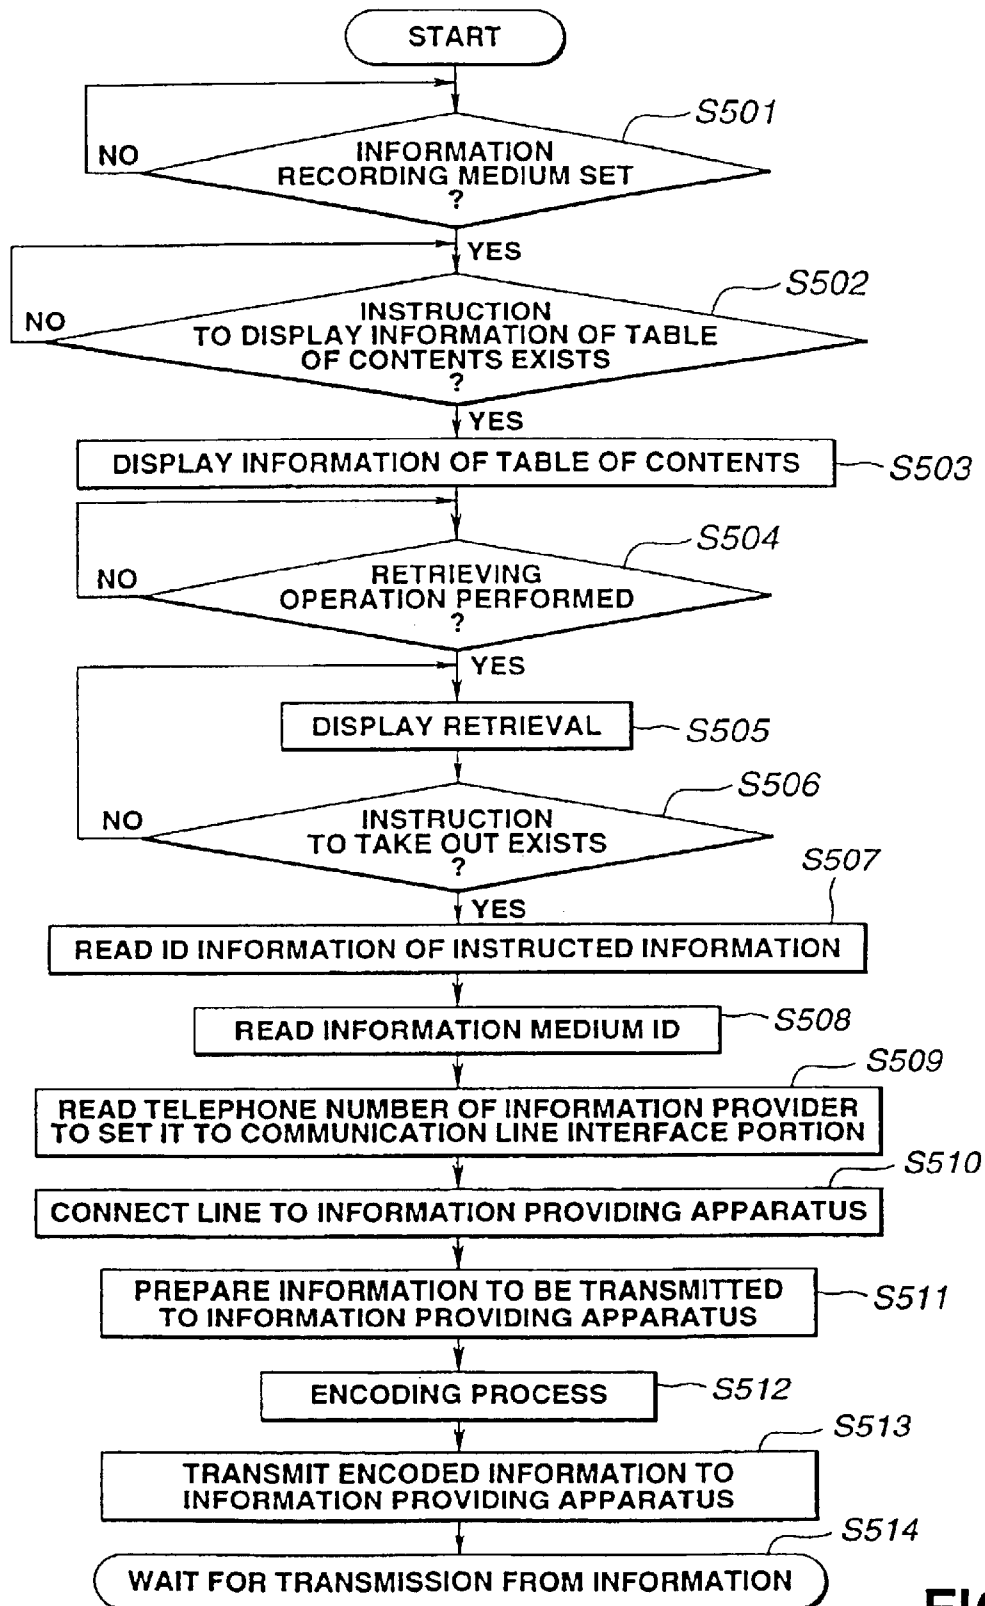 START
S501
NO
INFORMATION
RECORDING MEDIUM SET
?
YES
S502
NO
INSTRUCTION
TO DISPLAY INFORMATION OF TABLE
OF CONTENTS EXISTS
?
YES
DISPLAY INFORMATION OF TABLE OF CONTENTS
S503
S504
NO
RETRIEVING
OPERATION PERFORMED
?
YES
DISPLAY RETRIEVAL
S505
S506
NO
INSTRUCTION
TO TAKE OUT EXISTS
?
S507
YES
READ ID INFORMATION OF INSTRUCTED INFORMATION
READ INFORMATION MEDIUM ID
S508
S509
READ TELEPHONE NUMBER OF INFORMATION PROVIDER
TO SET IT TO COMMUNICATION LINE INTERFACE PORTION
S510
CONNECT LINE TO INFORMATION PROVIDING APPARATUS
PREPARE INFORMATION TO BE TRANSMITTED
TO INFORMATION PROVIDING APPARATUS
S511
ENCODING PROCESS
S512
S513
TRANSMIT ENCODED INFORMATION TO
INFORMATION PROVIDING APPARATUS
S514
WAIT FOR TRANSMISSION FROM INFORMATION